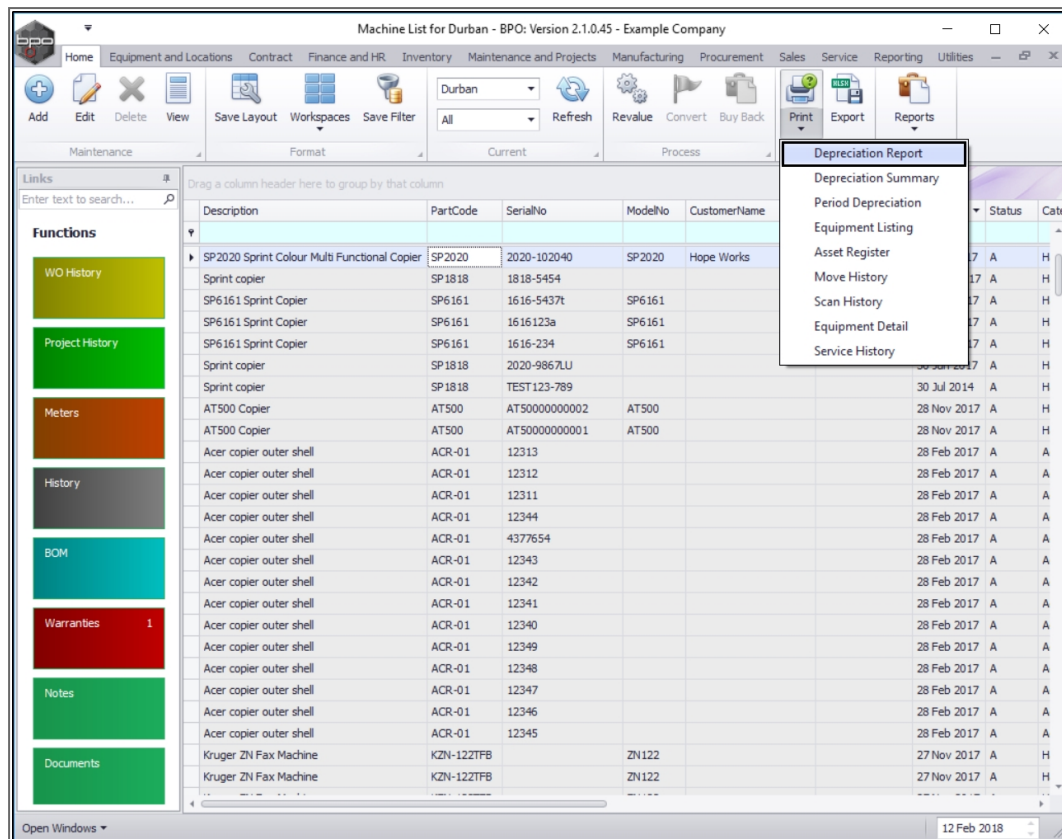 Machine List for Durban - BPO: Version 2.1.0.45 - Example Company
BPO
Home Equipment and Locations Contract Finance and HR Inventory Maintenance and Projects Manufacturing Procurement Sales Service Reporting Utilities
Add Edit Delete View Save Layout Workspaces Save Filter Durban All Refresh Revalue Convert Buy Back Print Export Reports
Maintenance Format Current Process
Depreciation Report
Depreciation Summary
Period Depreciation
Equipment Listing
Asset Register
Move History
Scan History
Equipment Detail
Service History
Links
Enter text to search...
Functions
WO History
Project History
Meters
History
BOM
Warranties 1
Notes
Documents
Drag a column header here to group by that column
Description PartCode SerialNo ModelNo CustomerName Status Cate
SP2020 Sprint Colour Multi Functional Copier SP2020 2020-102040 SP2020 Hope Works 17 A H
Sprint copier SP1818 1818-5454 17 A H
SP6161 Sprint Copier SP6161 1616-5437t SP6161 17 A H
SP6161 Sprint Copier SP6161 1616123a SP6161 17 A H
SP6161 Sprint Copier SP6161 1616-234 SP6161 17 A H
Sprint copier SP1818 2020-9867LU 2017 A H
Sprint copier SP1818 TEST123-789 30 Jul 2014 A H
AT500 Copier AT500 AT50000000002 AT500 28 Nov 2017 A H
AT500 Copier AT500 AT50000000001 AT500 28 Nov 2017 A H
Acer copier outer shell ACR-01 12313 28 Feb 2017 A A
Acer copier outer shell ACR-01 12312 28 Feb 2017 A A
Acer copier outer shell ACR-01 12311 28 Feb 2017 A A
Acer copier outer shell ACR-01 12344 28 Feb 2017 A A
Acer copier outer shell ACR-01 4377654 28 Feb 2017 A A
Acer copier outer shell ACR-01 12343 28 Feb 2017 A A
Acer copier outer shell ACR-01 12342 28 Feb 2017 A A
Acer copier outer shell ACR-01 12341 28 Feb 2017 A A
Acer copier outer shell ACR-01 12340 28 Feb 2017 A A
Acer copier outer shell ACR-01 12349 28 Feb 2017 A A
Acer copier outer shell ACR-01 12348 28 Feb 2017 A A
Acer copier outer shell ACR-01 12347 28 Feb 2017 A A
Acer copier outer shell ACR-01 12346 28 Feb 2017 A A
Acer copier outer shell ACR-01 12345 28 Feb 2017 A A
Kruger ZN Fax Machine KZN-122TFB ZN122 27 Nov 2017 A H
Kruger ZN Fax Machine KZN-122TFB ZN122 27 Nov 2017 A H
Open Windows
12 Feb 2018